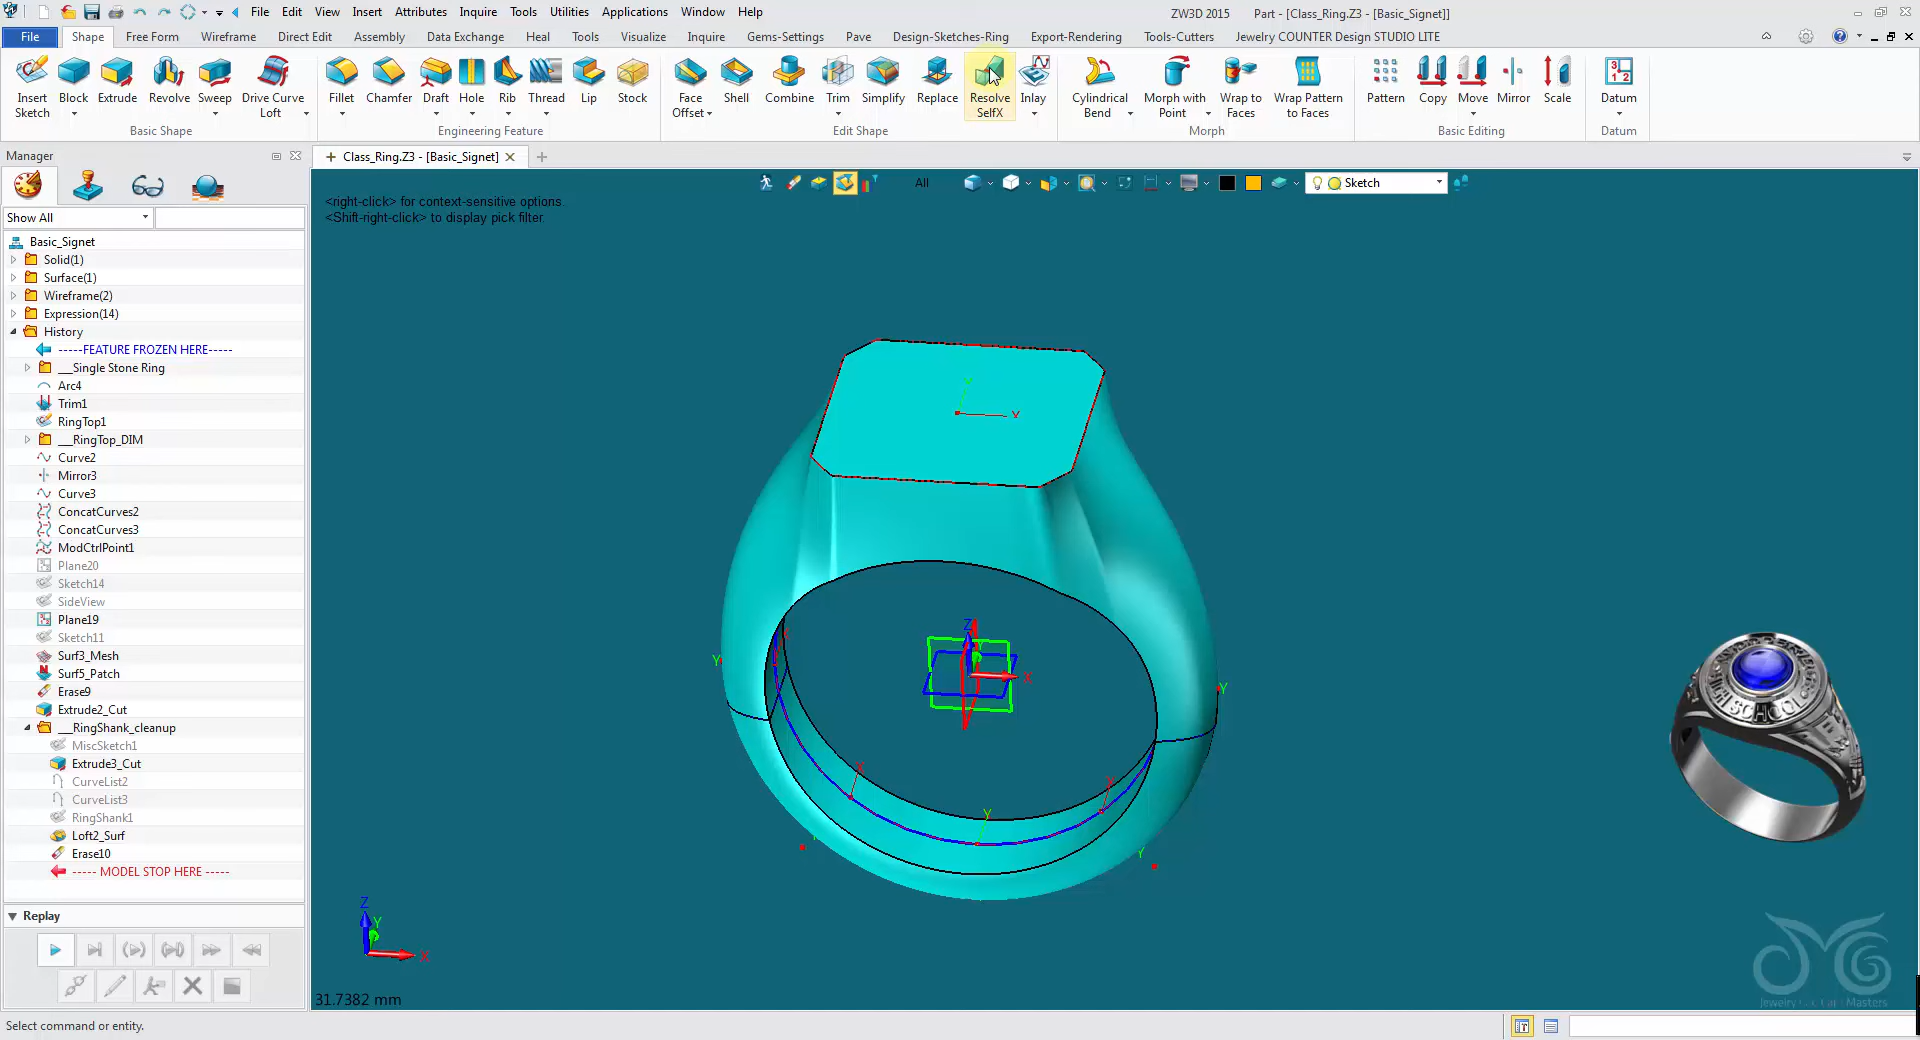 File Edit View Insert Attributes Inquire Tools Utilities Applications Window Help
ZW3D 2015 Part - [Class_Ring.Z3 - [Basic_Signet]]
File Shape Free Form Wireframe Direct Edit Assembly Data Exchange Heal Tools Visualize Inquire Gems-Settings Pave Design-Sketches-Ring Export-Rendering Tools-Cutters Jewelry COUNTER Design STUDIO LITE
Insert Sketch
Block
Extrude
Revolve
Sweep
Drive Curve Loft
Fillet
Chamfer
Draft
Hole
Rib
Thread
Lip
Stock
Face Offset
Shell
Combine
Trim
Simplify
Replace
Resolve SelfX
Inlay
Cylindrical Bend
Morph with Point
Wrap to Faces
Wrap Pattern to Faces
Pattern
Copy
Move
Mirror
Scale
Datum
Basic Shape
Engineering Feature
Edit Shape
Morph
Basic Editing
Datum
Manager
Class_Ring.Z3 - [Basic_Signet]
All
Sketch
<right-click> for context-sensitive options.
<Shift-right-click> to display pick filter.
Show All
Basic_Signet
Solid(1)
Surface(1)
Wireframe(2)
Expression(14)
History
-----FEATURE FROZEN HERE-----
___Single Stone Ring
Arc4
Trim1
RingTop1
___RingTop_DIM
Curve2
Mirror3
Curve3
ConcatCurves2
ConcatCurves3
ModCtrlPoint1
Plane20
Sketch14
SideView
Plane19
Sketch11
Surf3_Mesh
Surf5_Patch
Erase9
Extrude2_Cut
___RingShank_cleanup
MiscSketch1
Extrude3_Cut
CurveList2
CurveList3
RingShank1
Loft2_Surf
Erase10
----- MODEL STOP HERE -----
Replay
Z
Y
X
31.7382 mm
SCHOOL
Select command or entity.